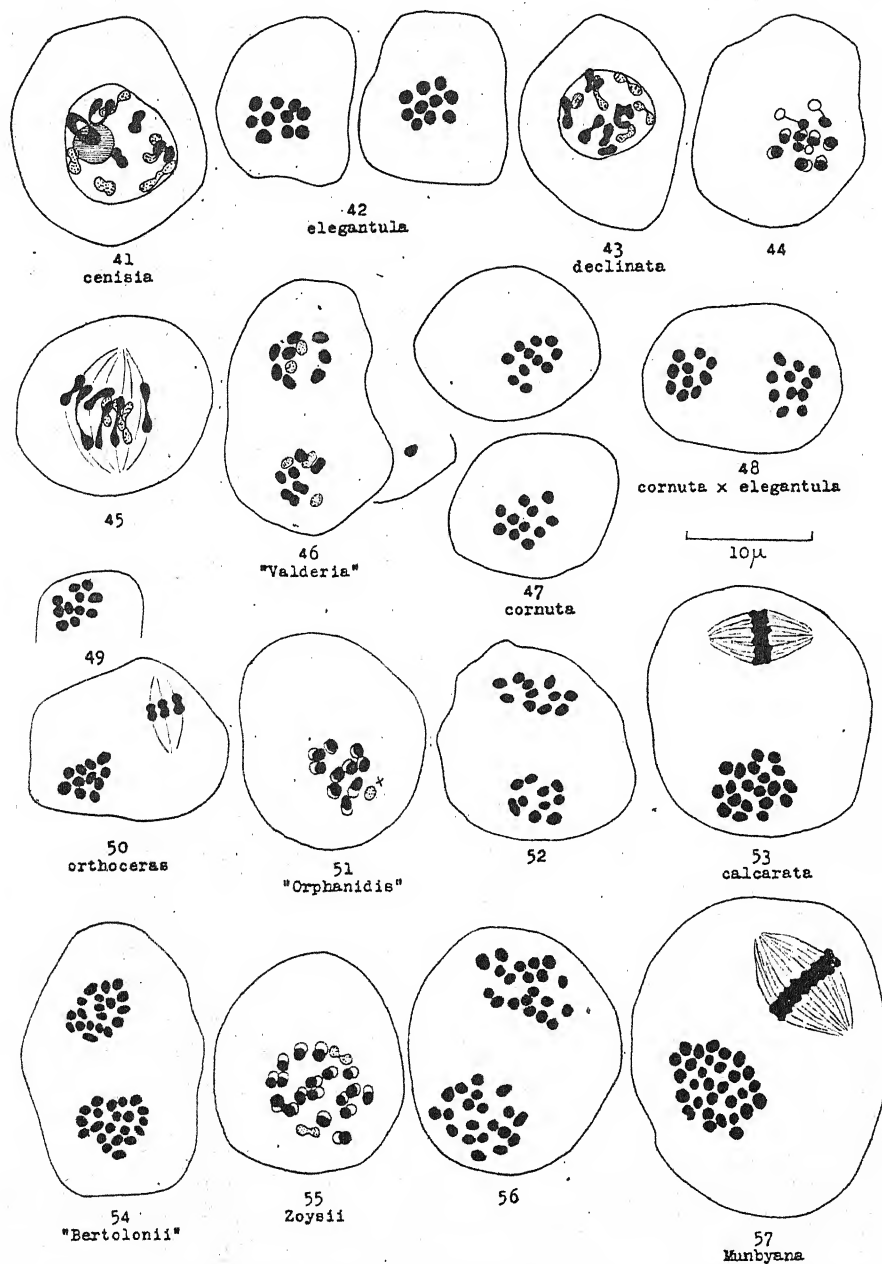 41
cenisia
42
elegantula
43
declinata
44
45
46
"Valderia"
47
cornuta
48
cornuta x elegantula
10µ
49
50
orthoceras
51
"Orphanidis"
x
52
53
calcarata
54
"Bertolonii"
55
Zoysii
56
57
Munbyana